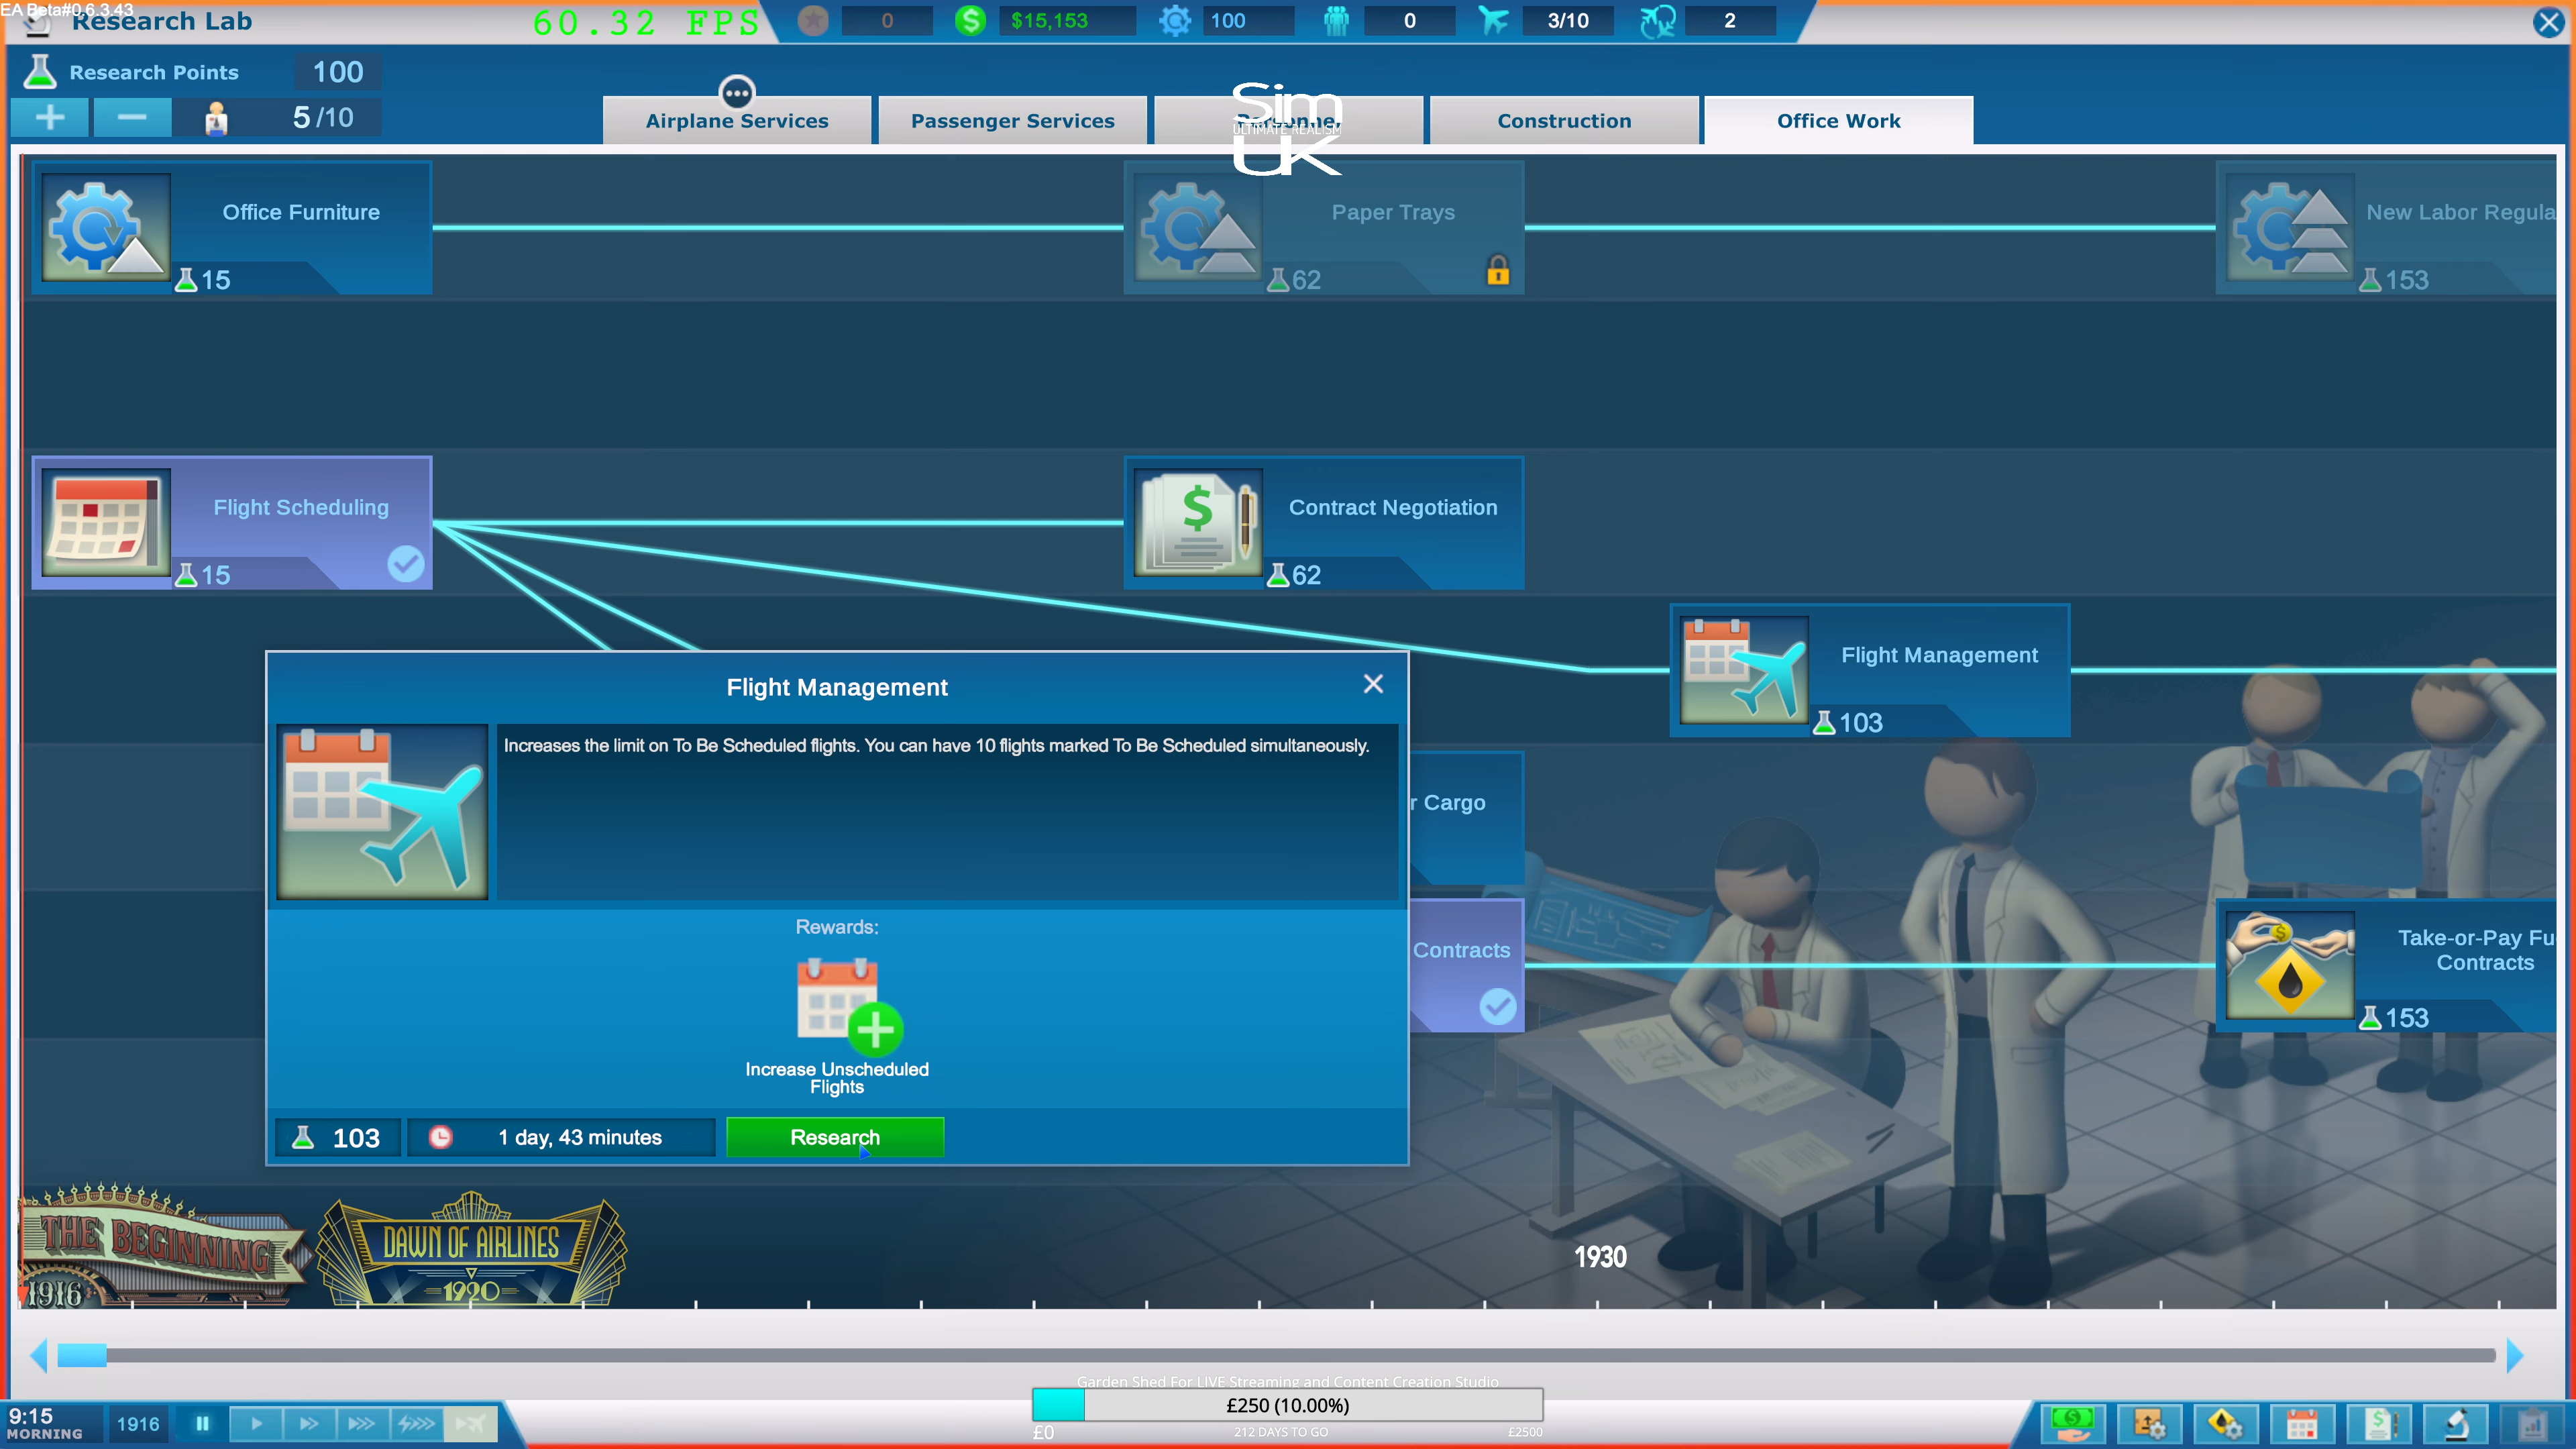 EA Beta#0.6.3.43
Research Lab
60.32 FPS
0
$15,153
100
0
3/10
2
Research Points
100
5/10
Airplane Services
Passenger Services
Construction
Office Work
Sim
ULTIMATE REALISM
UK
Office Furniture
15
Paper Trays
62
New Labor Regula
153
Flight Scheduling
15
Contract Negotiation
62
Flight Management
103
Flight Management
Increases the limit on To Be Scheduled flights. You can have 10 flights marked To Be Scheduled simultaneously.
r Cargo
Rewards:
Increase Unscheduled
Flights
Contracts
Take-or-Pay Fu
Contracts
153
103
1 day, 43 minutes
Research
THE BEGINNING
1916
DAWN OF AIRLINES
1920
1930
Garden Shed For LIVE Streaming and Content Creation Studio
£250 (10.00%)
£0
212 DAYS TO GO
£2500
9:15
MORNING
1916